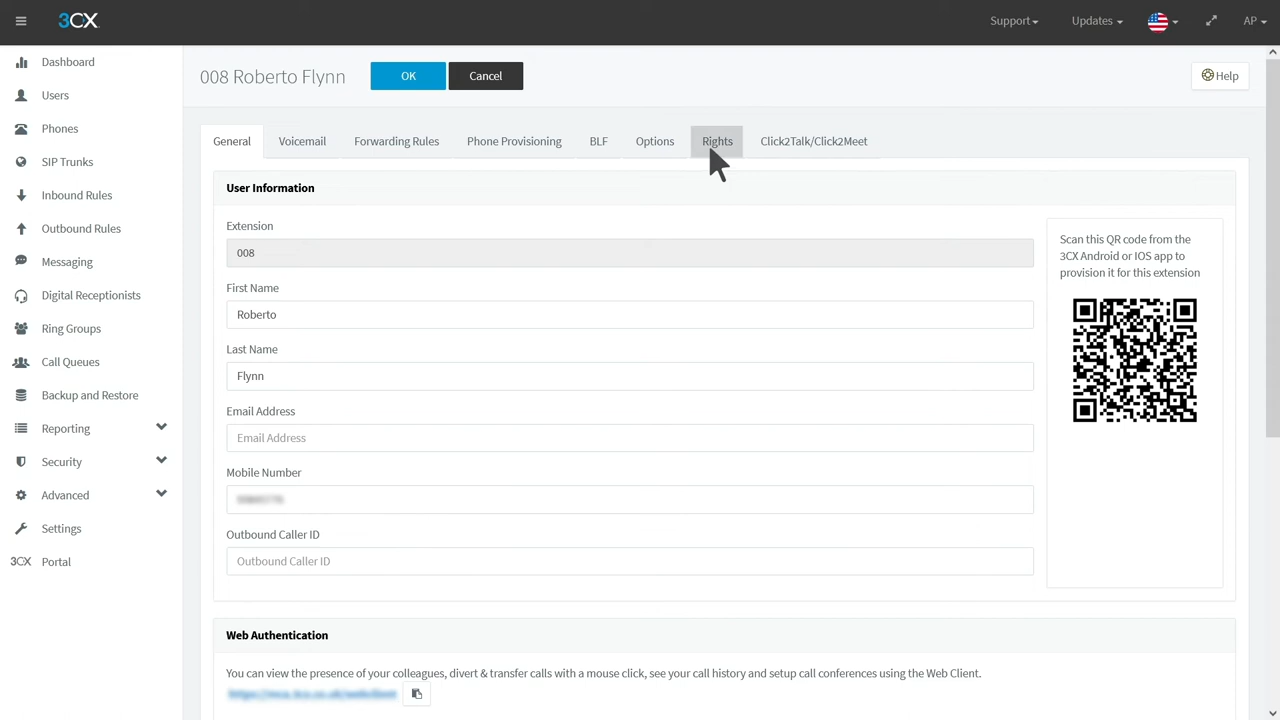 3CX
Support
Updates
AP
Dashboard
Users
Phones
SIP Trunks
Inbound Rules
Outbound Rules
Messaging
Digital Receptionists
Ring Groups
Call Queues
Backup and Restore
Reporting
Security
Advanced
Settings
3CX Portal
008 Roberto Flynn
OK
Cancel
Help
General
Voicemail
Forwarding Rules
Phone Provisioning
BLF
Options
Rights
Click2Talk/Click2Meet
User Information
Extension
008
First Name
Roberto
Last Name
Flynn
Email Address
Email Address
Mobile Number
Outbound Caller ID
Outbound Caller ID
Scan this QR code from the
3CX Android or IOS app to
provision it for this extension
Web Authentication
You can view the presence of your colleagues, divert & transfer calls with a mouse click, see your call history and setup call conferences using the Web Client.